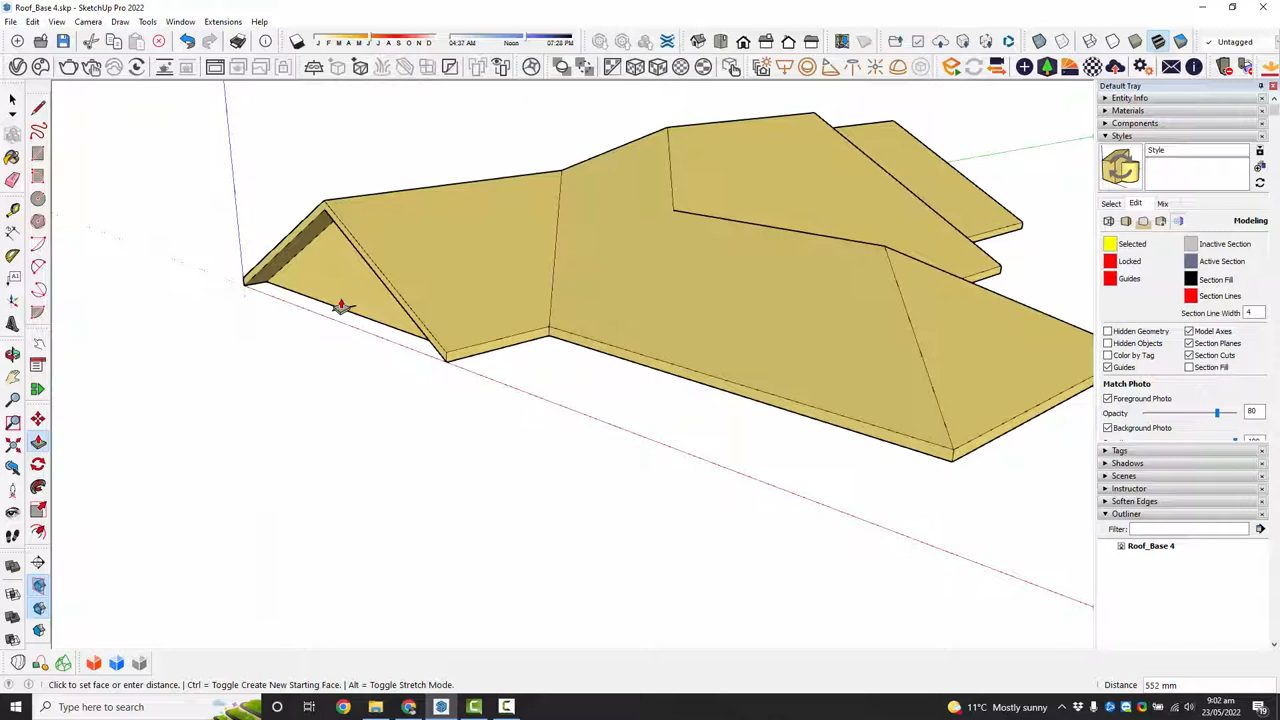 Roof_Base 4.skp - SketchUp Pro 2022
File Edit View Camera Draw Tools Window Extensions Help
J F M A M J J A S O N D
04:37 AM Noon 07:28 PM
Untagged
Default Tray
Entity Info
Materials
Components
Styles
Style
Select Edit Mix
Modeling
Selected Inactive Section
Locked Active Section
Guides Section Fill
Section Lines
Section Line Width 4
Hidden Geometry Model Axes
Hidden Objects Section Planes
Color by Tag Section Cuts
Guides Section Fill
Match Photo
Foreground Photo
Opacity 80
Background Photo
Tags
Shadows
Scenes
Instructor
Soften Edges
Outliner
Filter:
Roof_Base 4
Click to set face or enter distance. | Ctrl = Toggle Create New Starting Face. | Alt = Toggle Stretch Mode.
Distance 552 mm
Type here to search
11°C Mostly sunny
9:02 am
23/05/2022